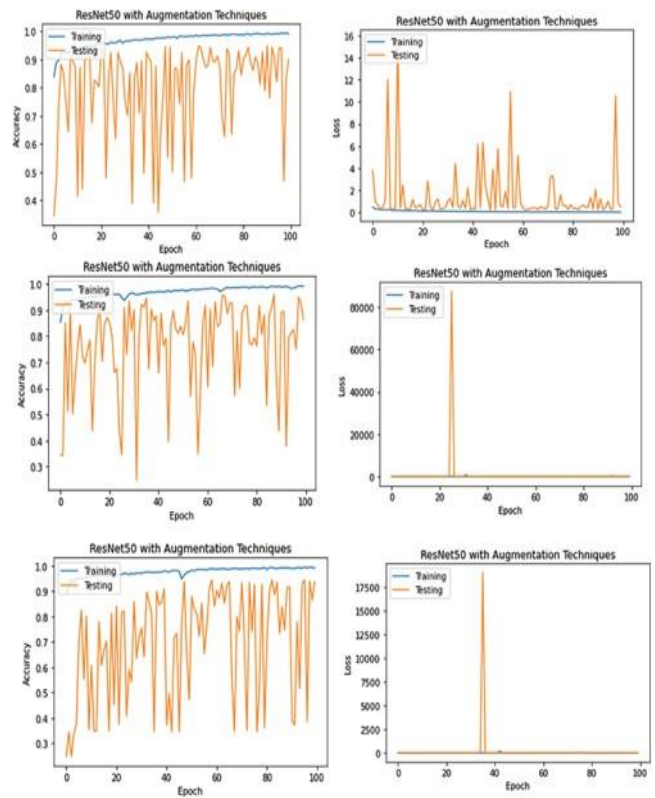 ResNet50 with Augmentation Techniques
1.0
0.9
0.8
0.7
0.6
0.5
0.4
Accuracy
Training
Testing
0 20 40 60 80 100
Epoch
ResNet50 with Augmentation Techniques
16
14
12
10
8
6
4
2
0
Loss
Training
Testing
0 20 40 60 80 100
Epoch
ResNet50 with Augmentation Techniques
1.0
0.9
0.8
0.7
0.6
0.5
0.4
0.3
Accuracy
Training
Testing
0 20 40 60 80 100
Epoch
ResNet50 with Augmentation Techniques
80000
60000
40000
20000
0
Loss
Training
Testing
0 20 40 60 80 100
Epoch
ResNet50 with Augmentation Techniques
1.0
0.9
0.8
0.7
0.6
0.5
0.4
0.3
Accuracy
Training
Testing
0 20 40 60 80 100
Epoch
ResNet50 with Augmentation Techniques
17500
15000
12500
10000
7500
5000
2500
0
Loss
Training
Testing
0 20 40 60 80 100
Epoch